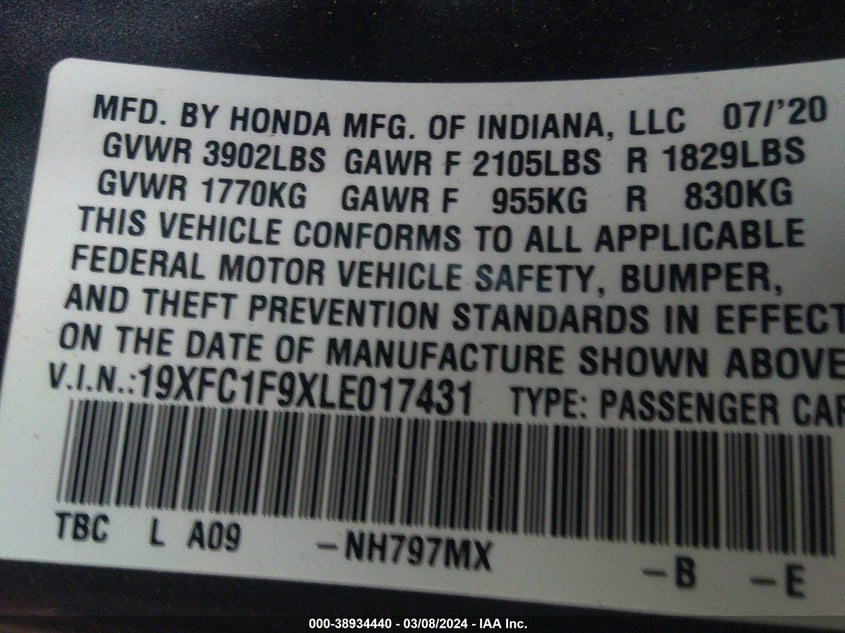 MFD. BY HONDA MFG. OF INDIANA, LLC 07/'20
GVWR 3902LBS GAWR F 2105LBS R 1829LBS
GVWR 1770KG GAWR F 955KG R 830KG
THIS VEHICLE CONFORMS TO ALL APPLICABLE
FEDERAL MOTOR VEHICLE SAFETY, BUMPER,
AND THEFT PREVENTION STANDARDS IN EFFECT
ON THE DATE OF MANUFACTURE SHOWN ABOVE
V.I.N.:19XFC1F9XLE017431 TYPE: PASSENGER CAR
TBC L A09 -NH797MX -B -E
000-38934440 - 03/08/2024 - IAA Inc.